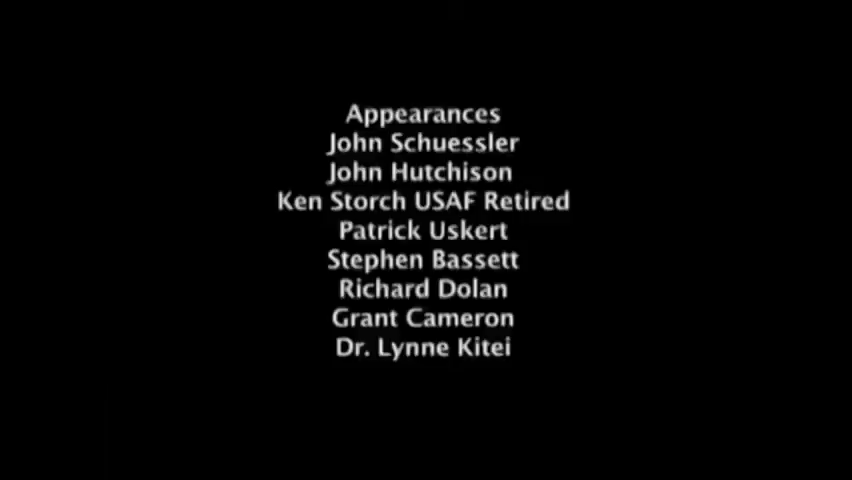 Appearances
John Schuessler
John Hutchison
Ken Storch USAF Retired
Patrick Uskert
Stephen Bassett
Richard Dolan
Grant Cameron
Dr. Lynne Kitei